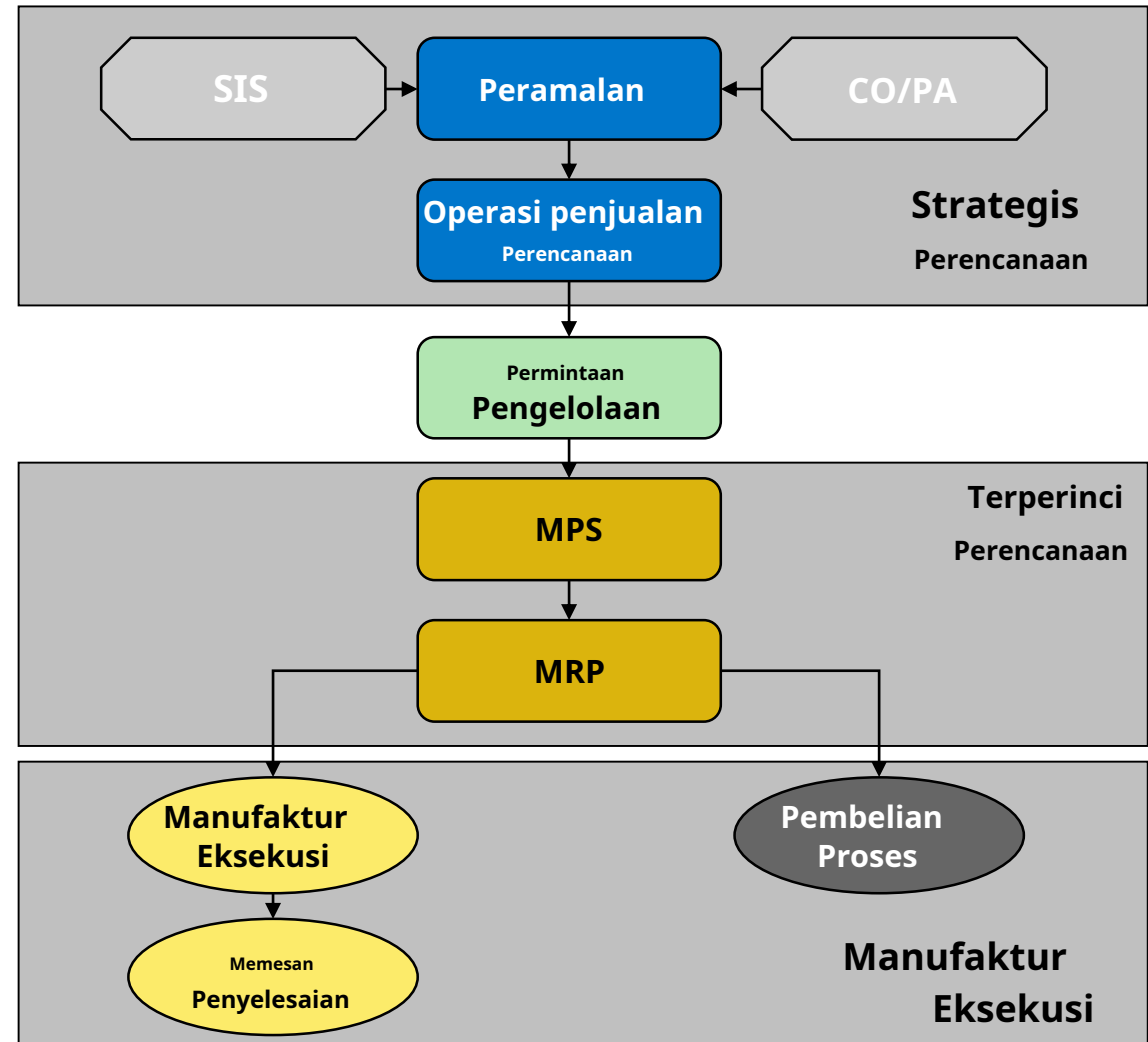 SIS
Peramalan
CO/PA
Operasi penjualan
Perencanaan
Strategis
Perencanaan
Permintaan
Pengelolaan
MPS
Terperinci
Perencanaan
MRP
Manufaktur
Eksekusi
Pembelian
Proses
Memesan
Penyelesaian
Manufaktur
Eksekusi